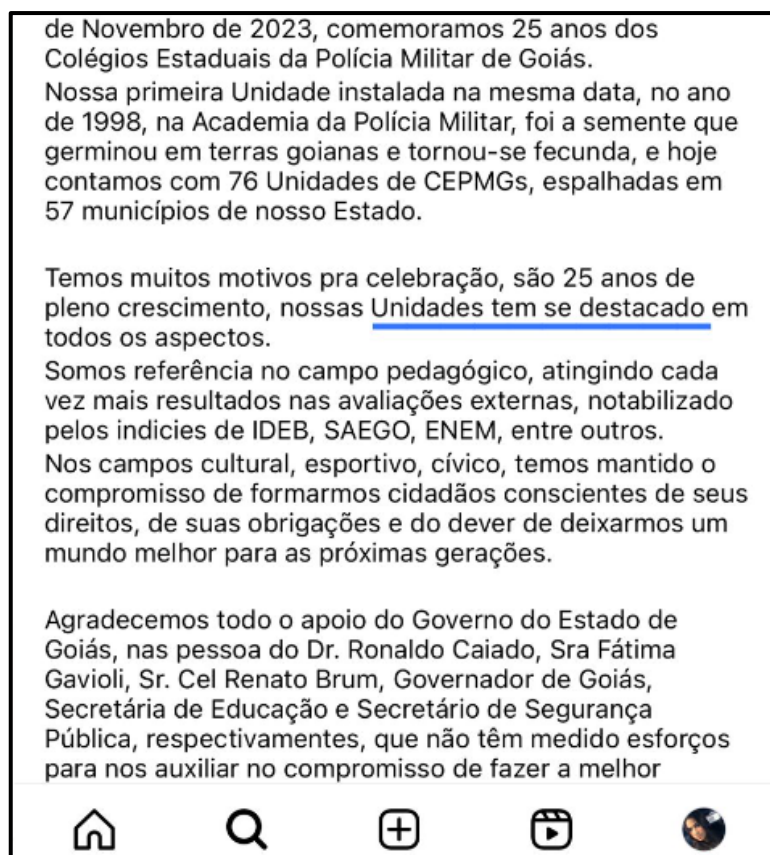 de Novembro de 2023, comemoramos 25 anos dos
Colégios Estaduais da Polícia Militar de Goiás.
Nossa primeira Unidade instalada na mesma data, no ano
de 1998, na Academia da Polícia Militar, foi a semente que
germinou em terras goianas e tornou-se fecunda, e hoje
contamos com 76 Unidades de CEPMGs, espalhadas em
57 municípios de nosso Estado.
Temos muitos motivos pra celebração, são 25 anos de
pleno crescimento, nossas Unidades tem se destacado em
todos os aspectos.
Somos referência no campo pedagógico, atingindo cada
vez mais resultados nas avaliações externas, notabilizado
pelos indicies de IDEB, SAEGO, ENEM, entre outros.
Nos campos cultural, esportivo, cívico, temos mantido o
compromisso de formarmos cidadãos conscientes de seus
direitos, de suas obrigações e do dever de deixarmos um
mundo melhor para as próximas gerações.
Agradecemos todo o apoio do Governo do Estado de
Goiás, nas pessoa do Dr. Ronaldo Caiado, Sra Fátima
Gavioli, Sr. Cel Renato Brum, Governador de Goiás,
Secretária de Educação e Secretário de Segurança
Pública, respectivamentes, que não têm medido esforços
para nos auxiliar no compromisso de fazer a melhor